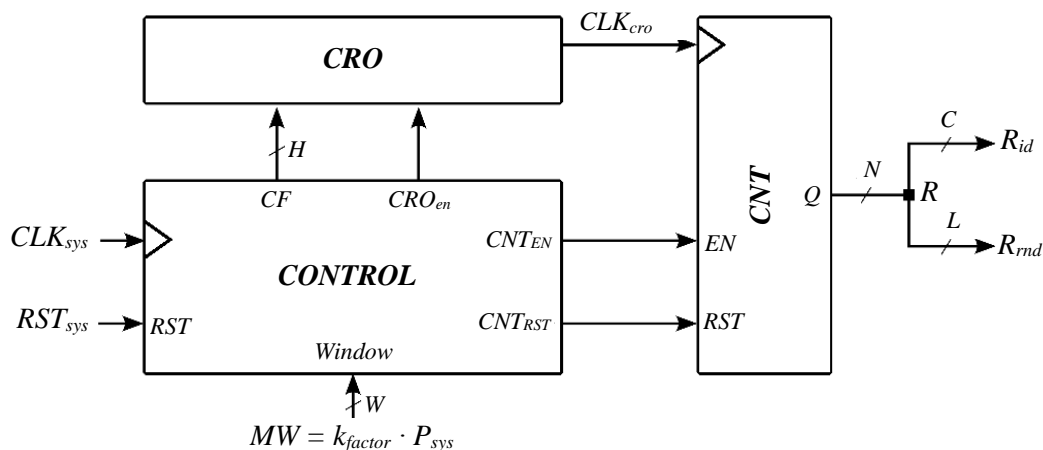 CRO
CLK_cro
H
CF
CRO_en
CLK_sys
RST_sys
RST
CONTROL
Window
CNT_EN
CNT_RST
W
MW = k_factor · P_sys
EN
RST
CNT
Q
N
R
C
R_id
L
R_rnd